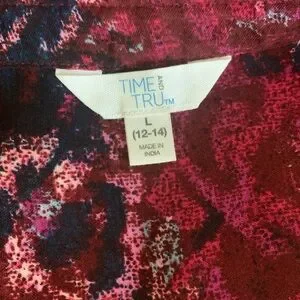 TIME AND
TRU™
L
(12-14)
MADE IN
INDIA